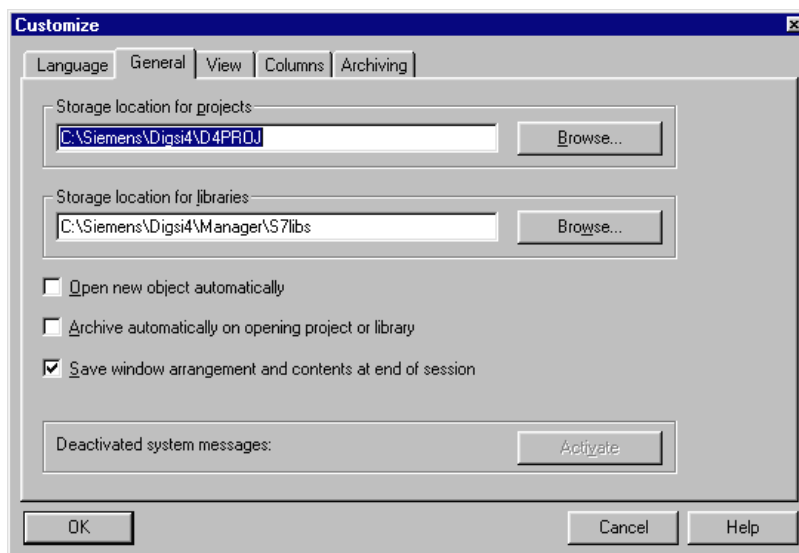 Customize
Language General View Columns Archiving
Storage location for projects
C:\Siemens\Digsi4\D4PROJ Browse...
Storage location for libraries
C:\Siemens\Digsi4\Manager\S7libs Browse...
Open new object automatically
Archive automatically on opening project or library
Save window arrangement and contents at end of session
Deactivated system messages: Activate
OK Cancel Help